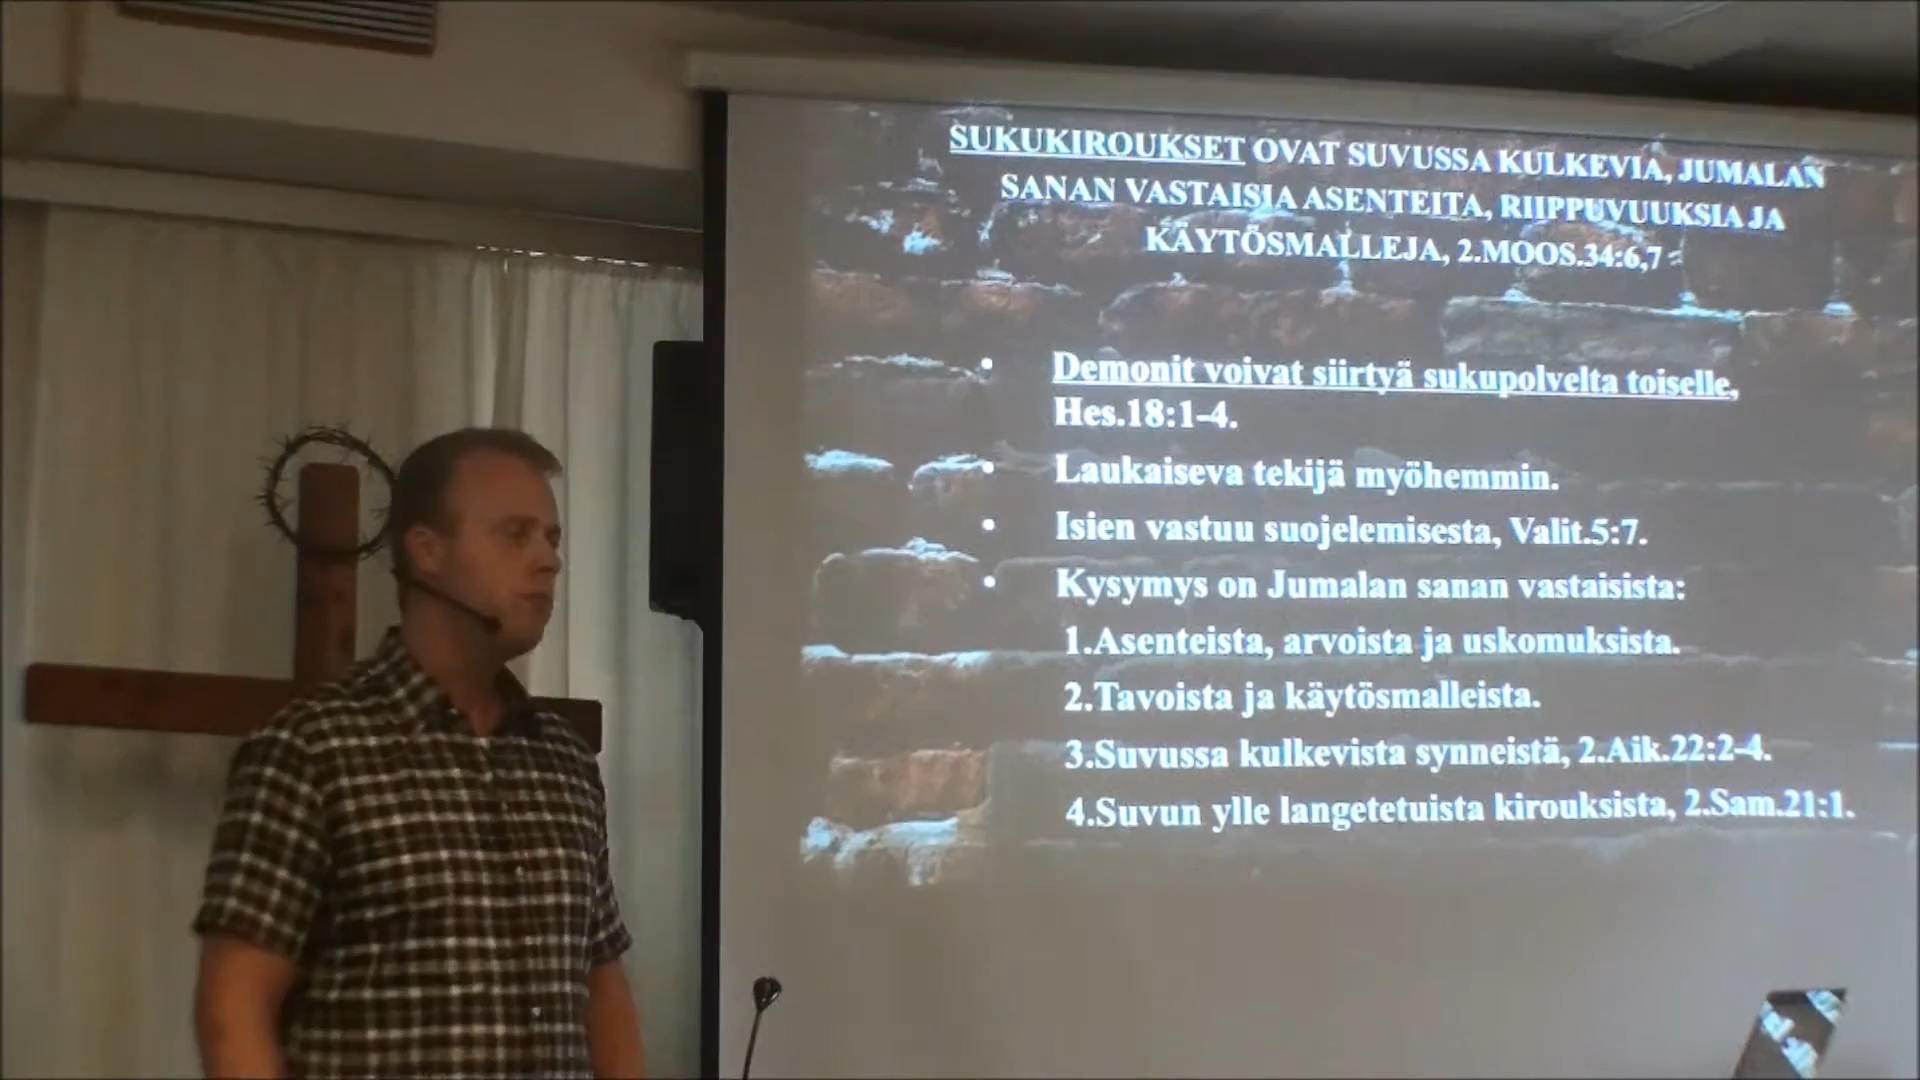 SUKUKIROUKSET OVAT SUVUSSA KULKEVIA, JUMALAN
SANAN VASTAISIA ASENTEITA, RIIPPUVUUKSIA JA
KÄYTÖSMALLEJA, 2.MOOS.34:6,7
• Demonit voivat siirtyä sukupolvelta toiselle,
Hes.18:1-4.
• Laukaiseva tekijä myöhemmin.
• Isien vastuu suojelemisesta, Valit.5:7.
• Kysymys on Jumalan sanan vastaisista:
1.Asenteista, arvoista ja uskomuksista.
2.Tavoista ja käytösmalleista.
3.Suvussa kulkevista synneistä, 2.Aik.22:2-4.
4.Suvun ylle langetetuista kirouksista, 2.Sam.21:1.